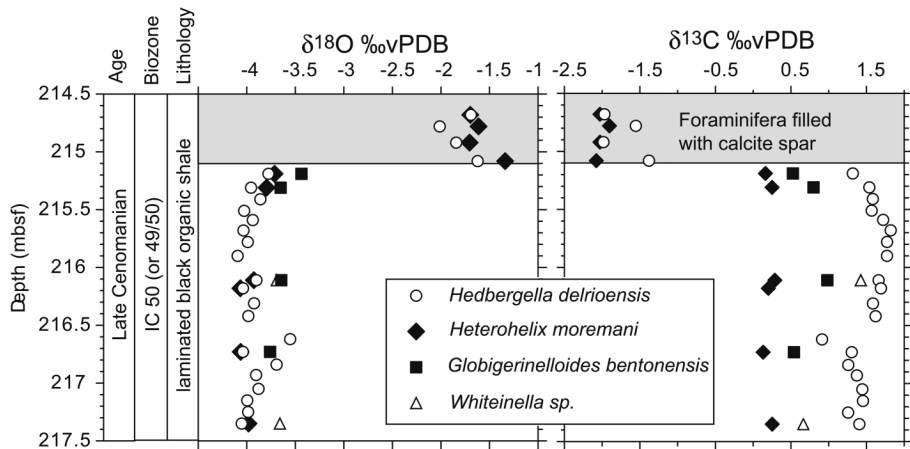 Age
Biozone
Lithology
δ18O ‰vPDB
δ13C ‰vPDB
-4 -3.5 -3 -2.5 -2 -1.5 -1
-2.5 -1.5 -0.5 0.5 1.5
Depth (mbsf)
214.5
215
215.5
216
216.5
217
217.5
Late Cenomanian
IC 50 (or 49/50)
laminated black organic shale
Foraminifera filled
with calcite spar
Hedbergella delrioensis
Heterohelix moremani
Globigerinelloides bentonensis
Whiteinella sp.